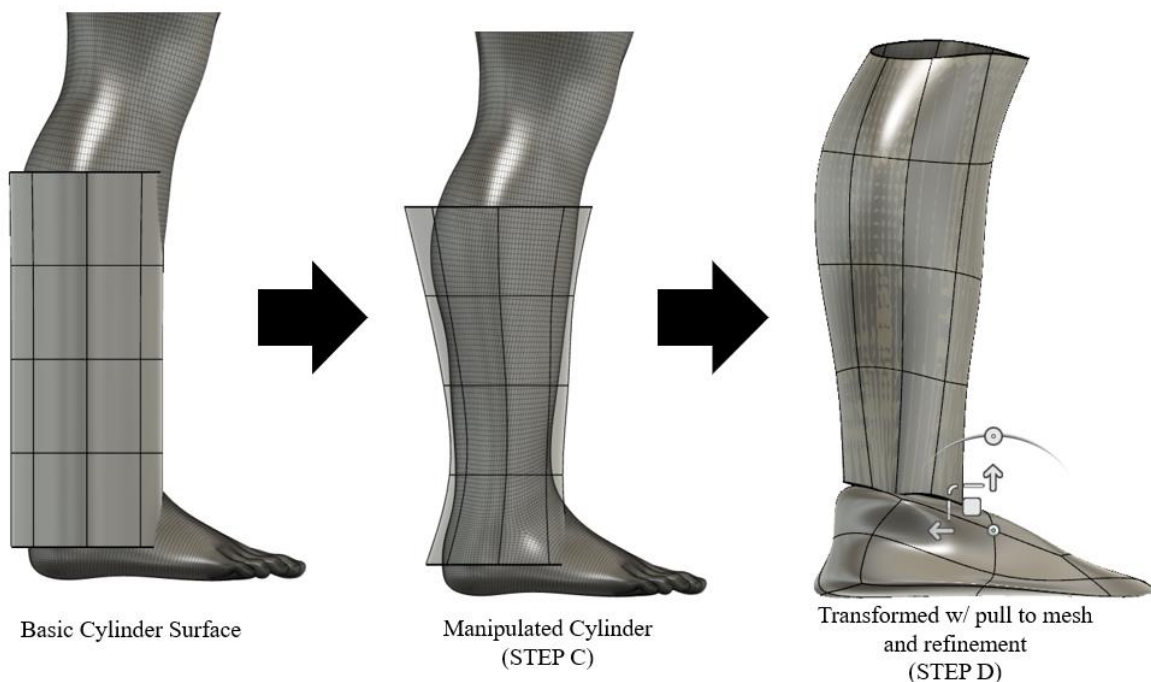 Basic Cylinder Surface
Manipulated Cylinder
(STEP C)
Transformed w/ pull to mesh
and refinement
(STEP D)